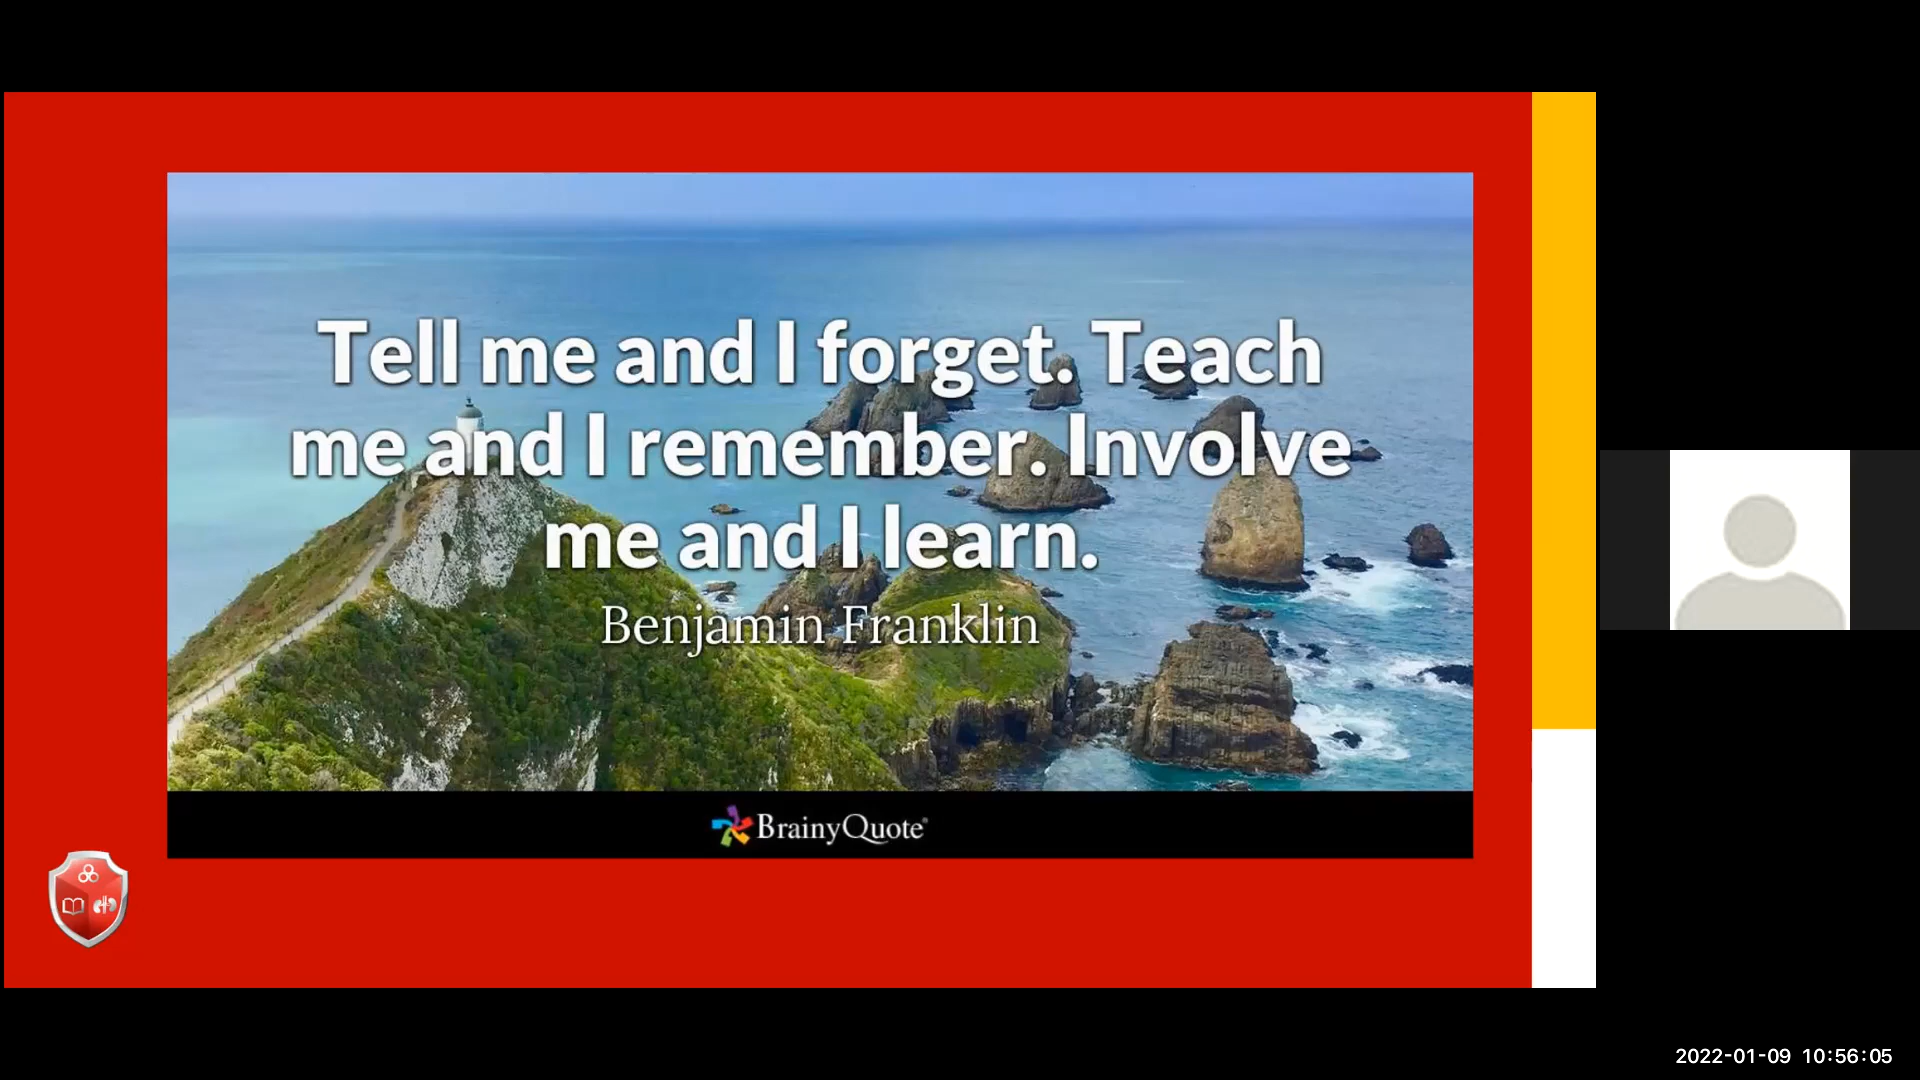 Tell me and I forget. Teach
me and I remember. Involve
me and I learn.
Benjamin Franklin
BrainyQuote®
2022-01-09 10:56:05